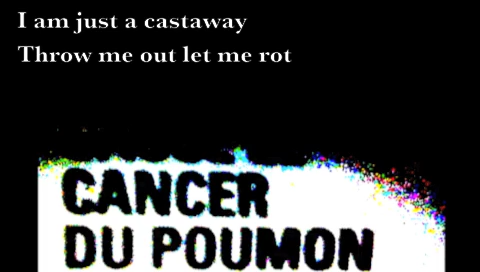 I am just a castaway
Throw me out let me rot
CANCER
DU POUMON